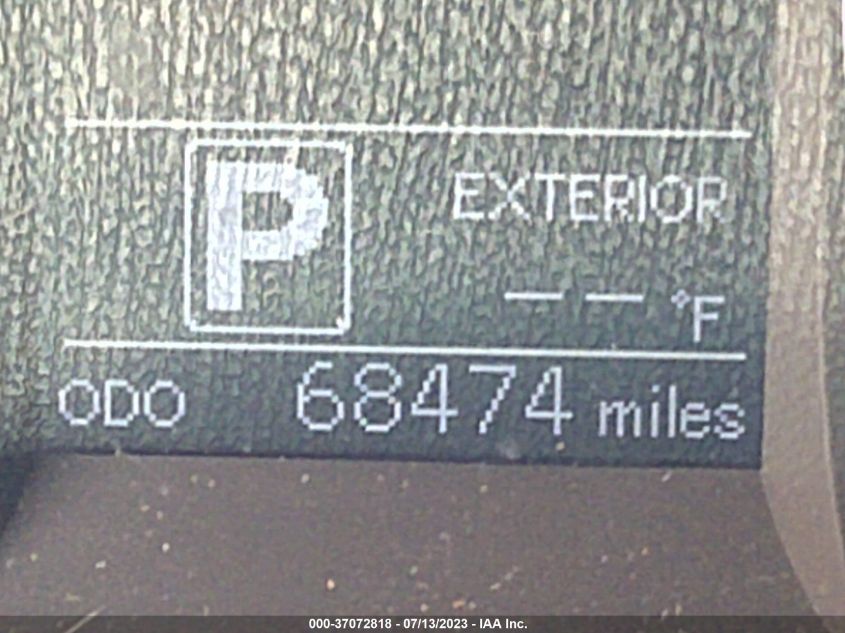 P
EXTERIOR
-- °F
ODO 68474 miles
000-37072818 - 07/13/2023 - IAA Inc.